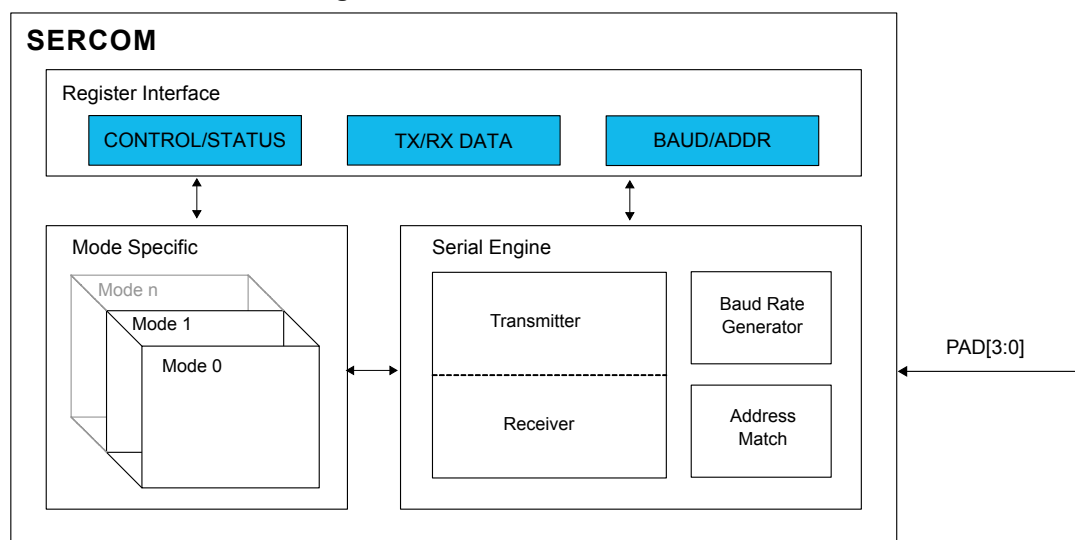 SERCOM
Register Interface
CONTROL/STATUS
TX/RX DATA
BAUD/ADDR
Mode Specific
Mode n
Mode 1
Mode 0
Serial Engine
Transmitter
Receiver
Baud Rate
Generator
Address
Match
PAD[3:0]